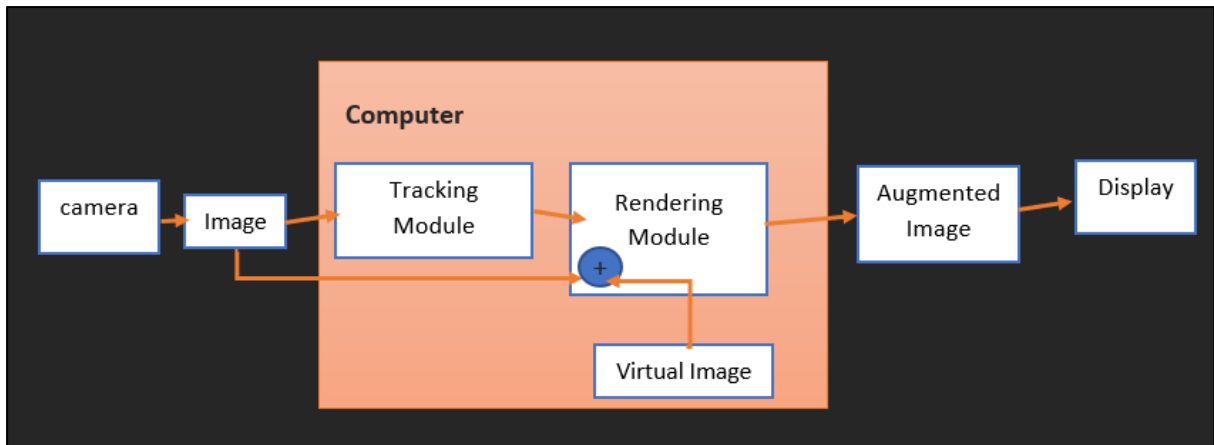 Computer
camera
Image
Tracking
Module
Rendering
Module
+
Virtual Image
Augmented
Image
Display